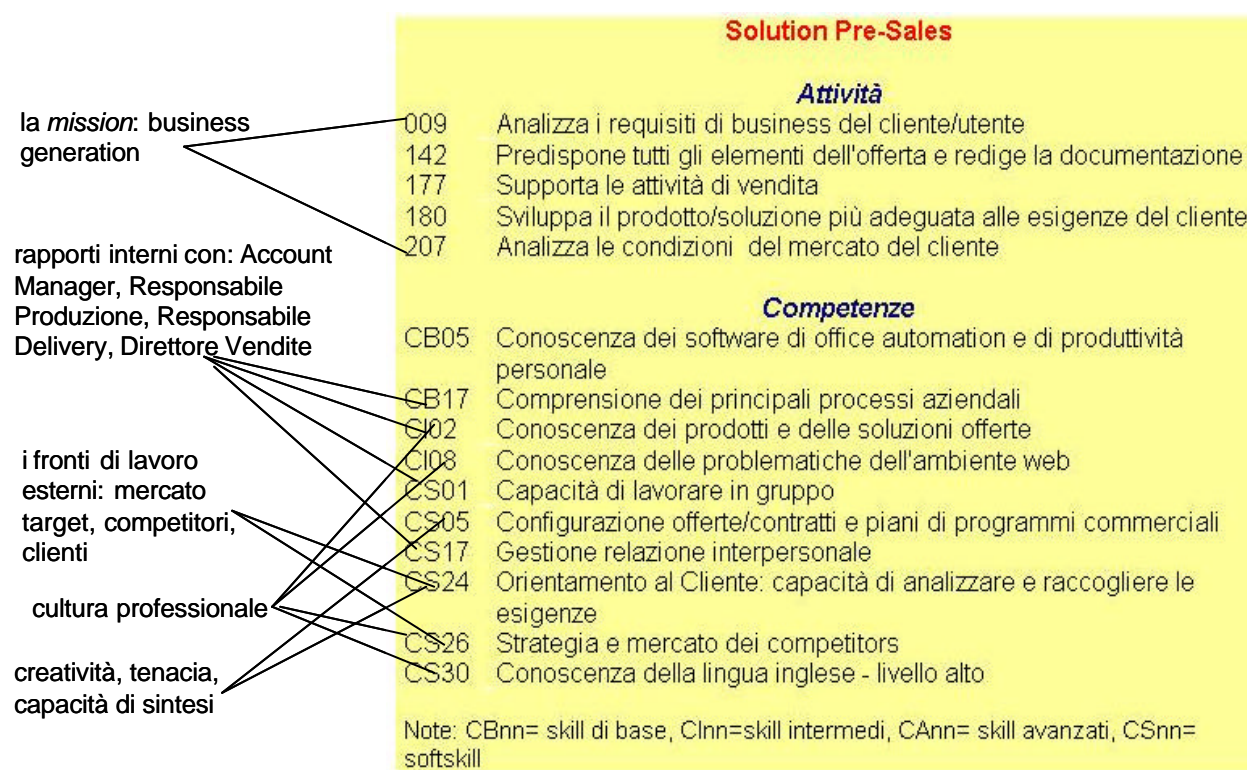 Solution Pre-Sales
Attività
la mission: business
generation
009 Analizza i requisiti di business del cliente/utente
142 Predispone tutti gli elementi dell'offerta e redige la documentazione
177 Supporta le attività di vendita
180 Sviluppa il prodotto/soluzione più adeguata alle esigenze del cliente
207 Analizza le condizioni del mercato del cliente
rapporti interni con: Account
Manager, Responsabile
Produzione, Responsabile
Delivery, Direttore Vendite
Competenze
CB05 Conoscenza dei software di office automation e di produttività
personale
CB17 Comprensione dei principali processi aziendali
CI02 Conoscenza dei prodotti e delle soluzioni offerte
CI08 Conoscenza delle problematiche dell'ambiente web
CS01 Capacità di lavorare in gruppo
CS05 Configurazione offerte/contratti e piani di programmi commerciali
CS17 Gestione relazione interpersonale
CS24 Orientamento al Cliente: capacità di analizzare e raccogliere le
esigenze
CS26 Strategia e mercato dei competitors
CS30 Conoscenza della lingua inglese - livello alto
i fronti di lavoro
esterni: mercato
target, competitori,
clienti
cultura professionale
creatività, tenacia,
capacità di sintesi
Note: CBnn= skill di base, CInn=skill intermedi, CAnn= skill avanzati, CSnn=
softskill